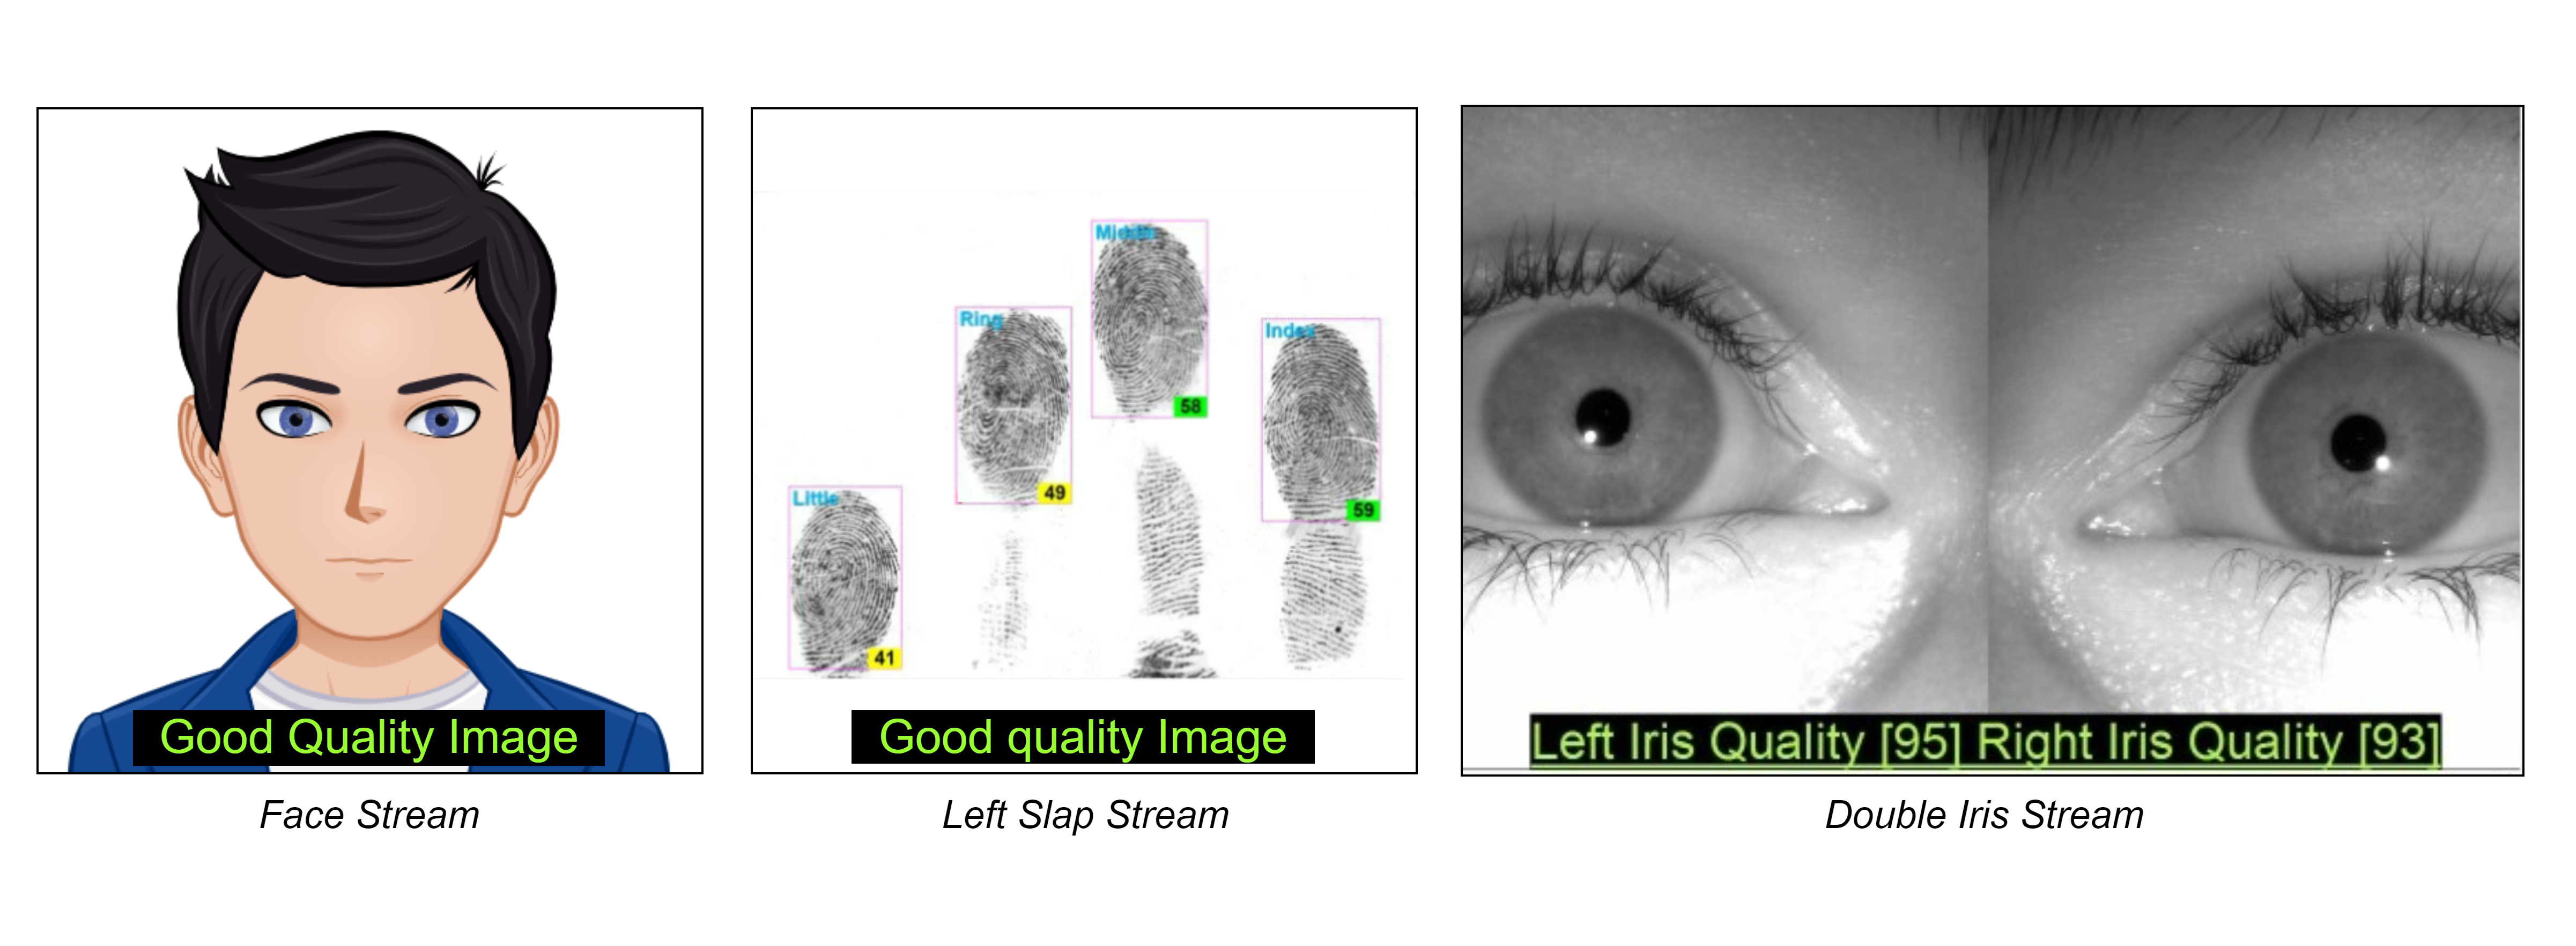 Good Quality Image
Face Stream
Middle
58
Ring
49
Index
59
Little
41
Good quality Image
Left Slap Stream
Left Iris Quality [95] Right Iris Quality [93]
Double Iris Stream